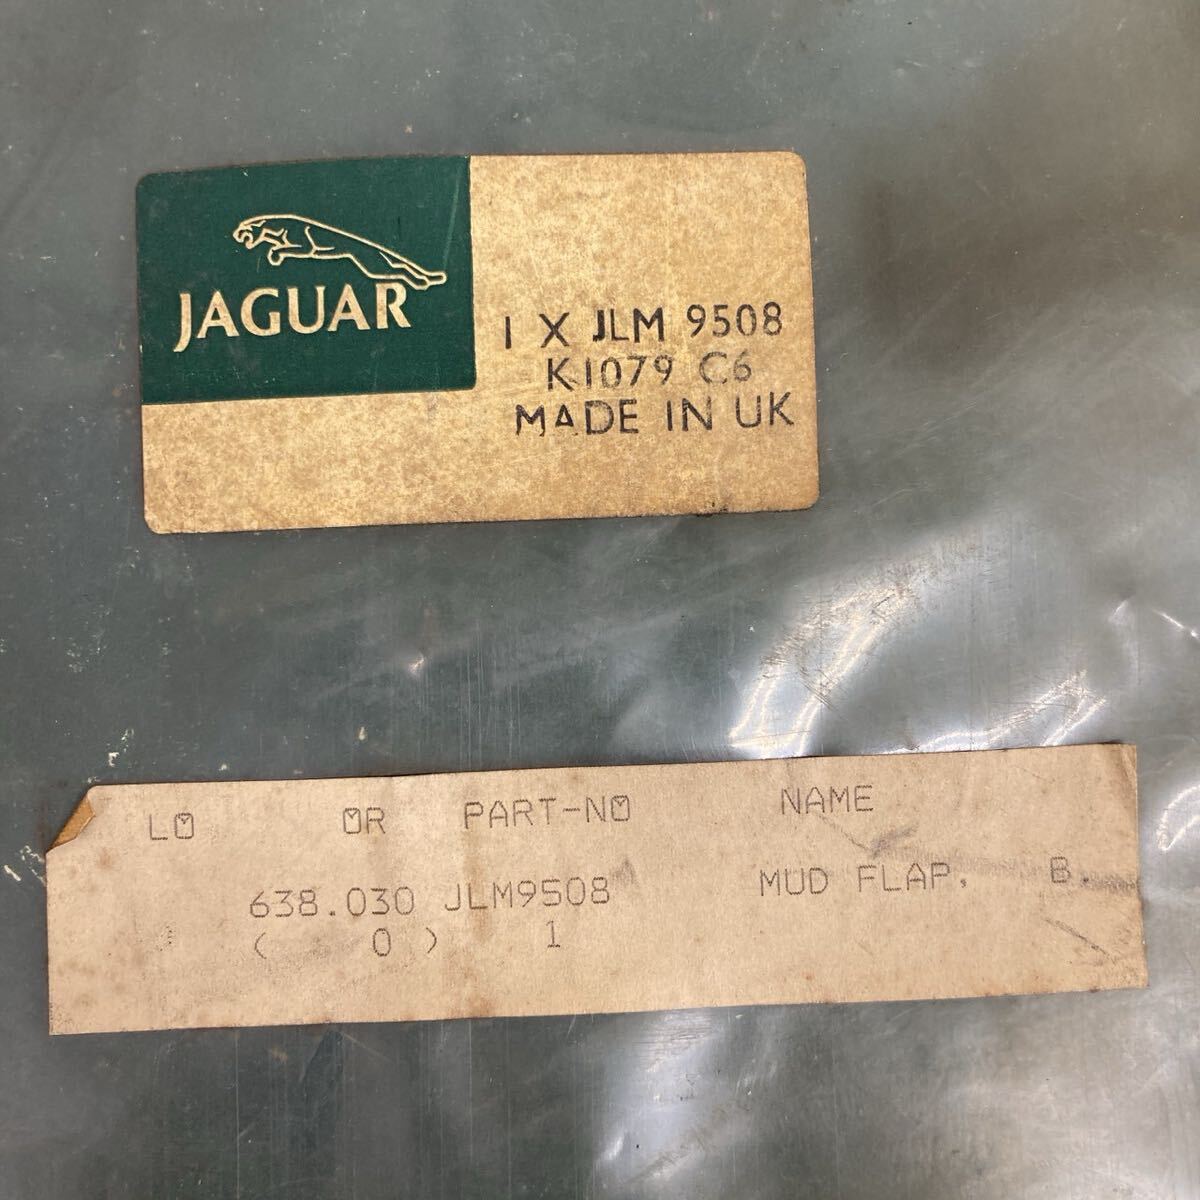 JAGUAR
1 X JLM 9508
K1079 C6
MADE IN UK
LO OR PART-NO NAME
638.030 JLM9508 MUD FLAP, B.
( 0 ) 1